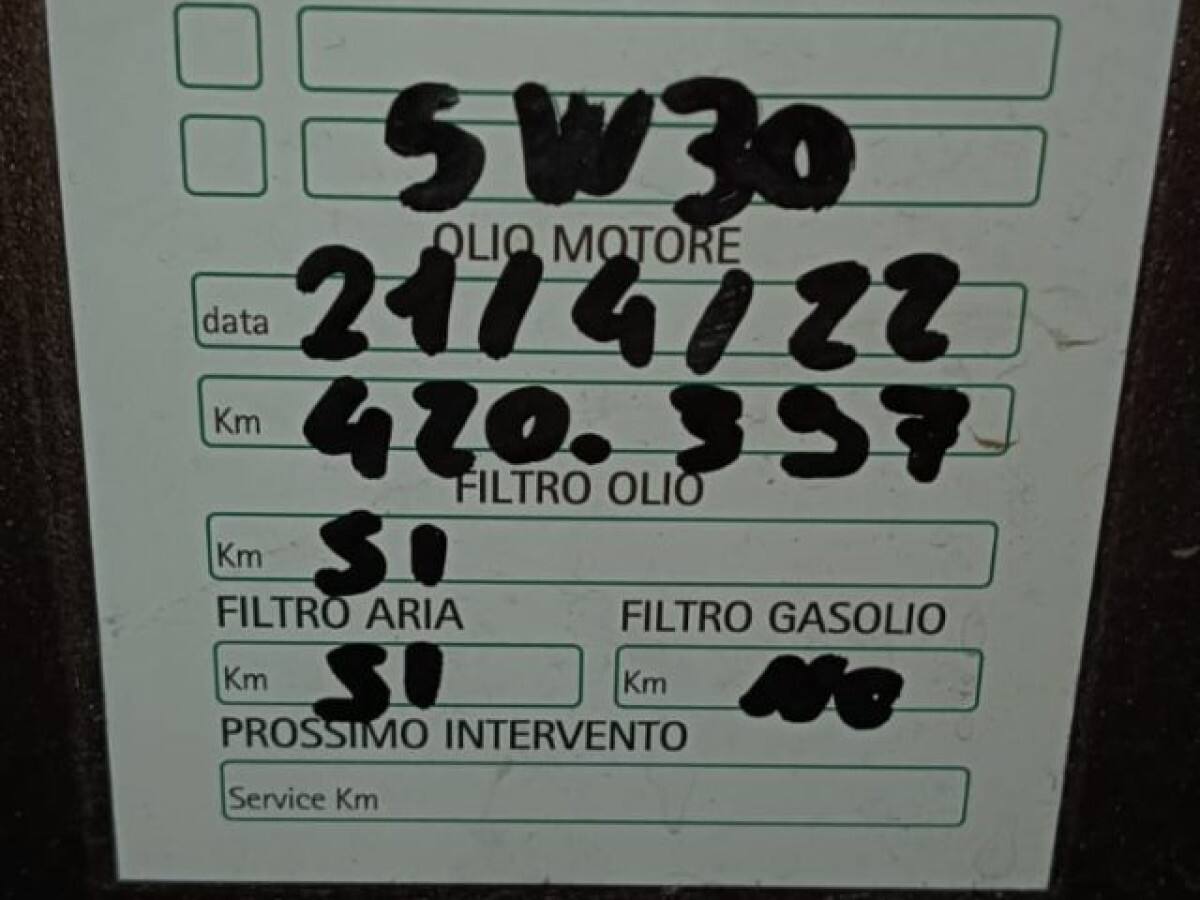 5W30
OLIO MOTORE
data 21/4/22
Km 420.397
FILTRO OLIO
Km SI
FILTRO ARIA FILTRO GASOLIO
Km SI Km NO
PROSSIMO INTERVENTO
Service Km